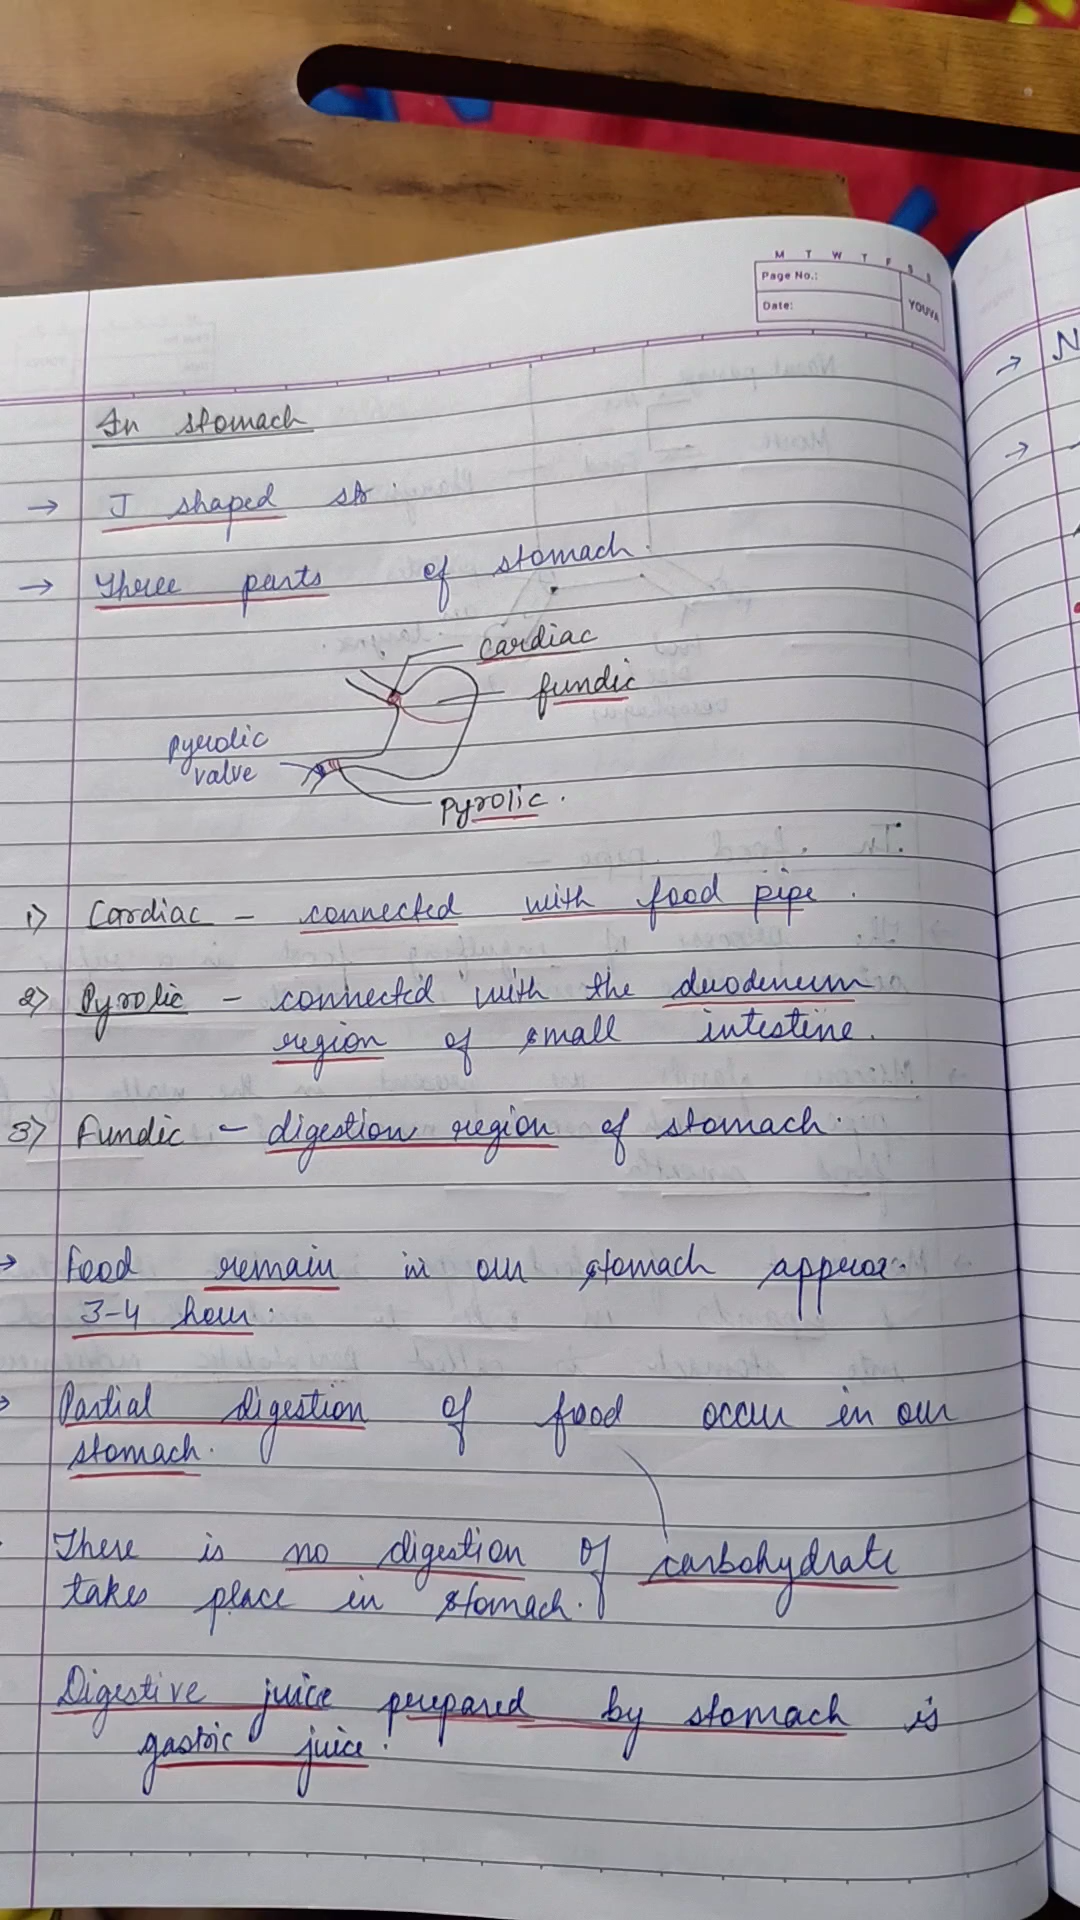 M T W T F S S
Page No.:
Date:
YOUVA
In stomach
→ J shaped str
→ Three parts of stomach.
cardiac
fundic
pyrolic
valve
pyrolic.
1) Cardiac – connected with food pipe.
2) Pyrolic – connected with the duodenum
region of small intestine.
3) Fundic – digestion region of stomach.
→ Food remain in our stomach approx.
3-4 hour.
→ Partial digestion of food occur in our
stomach.
There is no digestion of carbohydrate
takes place in stomach.
Digestive juice prepared by stomach is
gastric juice.
→ N
→